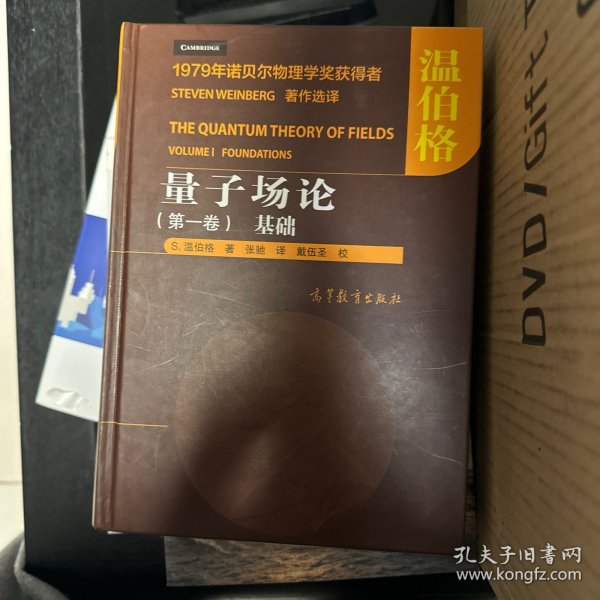 CAMBRIDGE
1979年诺贝尔物理学奖获得者
STEVEN WEINBERG 著作选译
温伯格
THE QUANTUM THEORY OF FIELDS
VOLUME I FOUNDATIONS
量子场论
(第一卷) 基础
S. 温伯格 著 张驰 译 戴伍圣 校
高等教育出版社
DVD/Gift
孔夫子旧书网
www.kongfz.com